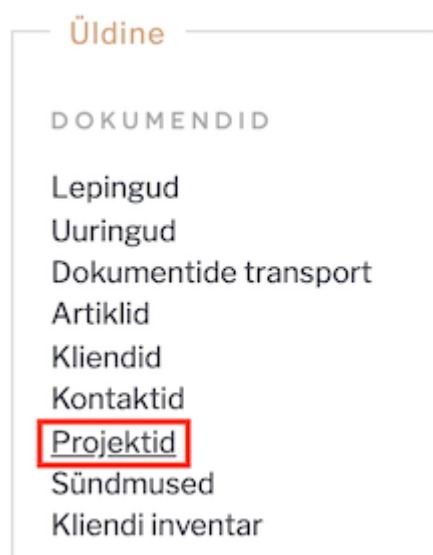 Üldine
DOKUMENDID
Lepingud
Uuringud
Dokumentide transport
Artiklid
Kliendid
Kontaktid
Projektid
Sündmused
Kliendi inventar